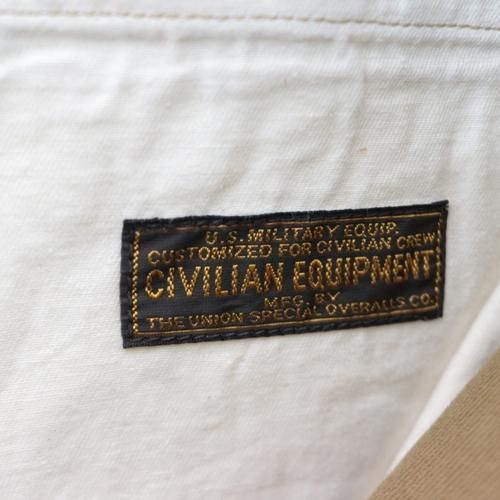 U.S. MILITARY EQUIP.
CUSTOMIZED FOR CIVILIAN CREW
CIVILIAN EQUIPMENT
MFG. BY
THE UNION SPECIAL OVERALLS CO.